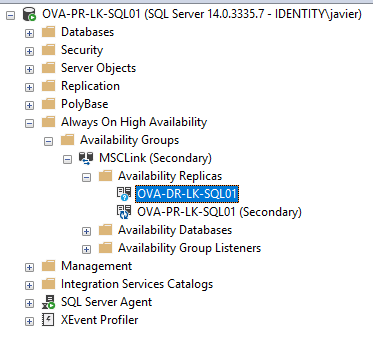 OVA-PR-LK-SQL01 (SQL Server 14.0.3335.7 - IDENTITY\javier)
Databases
Security
Server Objects
Replication
PolyBase
Always On High Availability
Availability Groups
MSCLink (Secondary)
Availability Replicas
OVA-DR-LK-SQL01
OVA-PR-LK-SQL01 (Secondary)
Availability Databases
Availability Group Listeners
Management
Integration Services Catalogs
SQL Server Agent
XEvent Profiler